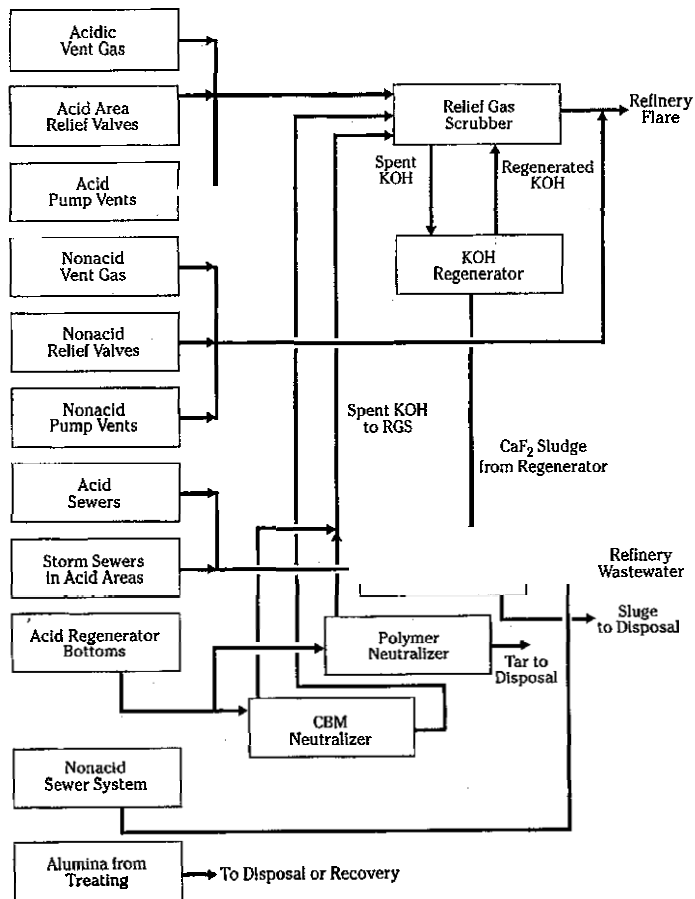 Acidic
Vent Gas
Acid Area
Relief Valves
Acid
Pump Vents
Nonacid
Vent Gas
Nonacid
Relief Valves
Nonacid
Pump Vents
Acid
Sewers
Storm Sewers
in Acid Areas
Acid Regenerator
Bottoms
Nonacid
Sewer System
Alumina from
Treating
To Disposal or Recovery
Relief Gas
Scrubber
Refinery
Flare
Spent
KOH
Regenerated
KOH
KOH
Regenerator
Spent KOH
to RGS
CaF₂ Sludge
from Regenerator
Refinery
Wastewater
Sluge
to Disposal
Polymer
Neutralizer
Tar to
Disposal
CBM
Neutralizer